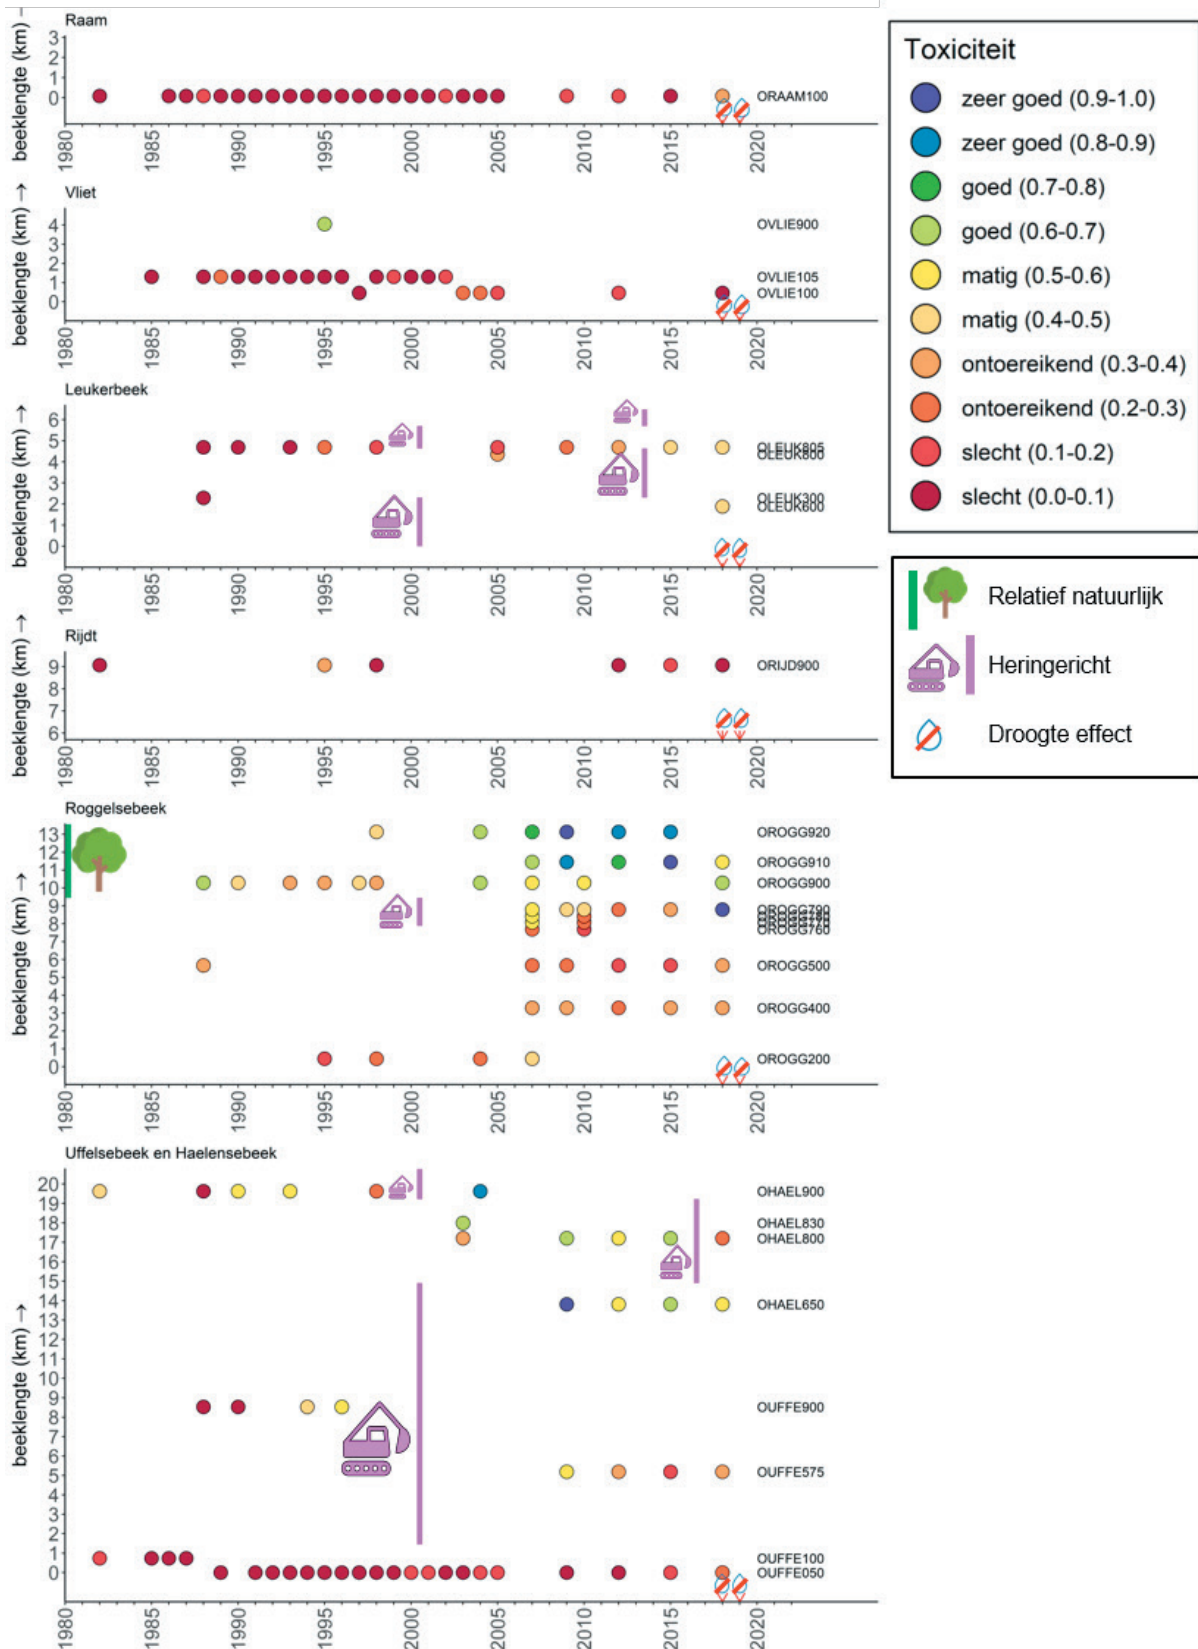 Raam
beeklengte (km) →
3
2
1
0
ORAAM100
1980
1985
1990
1995
2000
2005
2010
2015
2020
Vliet
beeklengte (km) →
4
3
2
1
0
OVLIE900
OVLIE105
OVLIE100
1980
1985
1990
1995
2000
2005
2010
2015
2020
Leukerbeek
beeklengte (km) →
6
5
4
3
2
1
0
OLEUK805
OLEUK800
OLEUK300
OLEUK600
1980
1985
1990
1995
2000
2005
2010
2015
2020
Rijdt
beeklengte (km) →
9
8
7
6
ORIJD900
1980
1985
1990
1995
2000
2005
2010
2015
2020
Roggelsebeek
beeklengte (km) →
13
12
11
10
9
8
7
6
5
4
3
2
1
0
OROGG920
OROGG910
OROGG900
OROGG790
OROGG760
OROGG500
OROGG400
OROGG200
1980
1985
1990
1995
2000
2005
2010
2015
2020
Uffelsebeek en Haelensebeek
beeklengte (km) →
20
19
18
17
16
15
14
13
12
11
10
9
8
7
6
5
4
3
2
1
0
OHAEL900
OHAEL830
OHAEL800
OHAEL650
OUFFE900
OUFFE575
OUFFE100
OUFFE050
1980
1985
1990
1995
2000
2005
2010
2015
2020
Toxiciteit
zeer goed (0.9-1.0)
zeer goed (0.8-0.9)
goed (0.7-0.8)
goed (0.6-0.7)
matig (0.5-0.6)
matig (0.4-0.5)
ontoereikend (0.3-0.4)
ontoereikend (0.2-0.3)
slecht (0.1-0.2)
slecht (0.0-0.1)
Relatief natuurlijk
Heringericht
Droogte effect